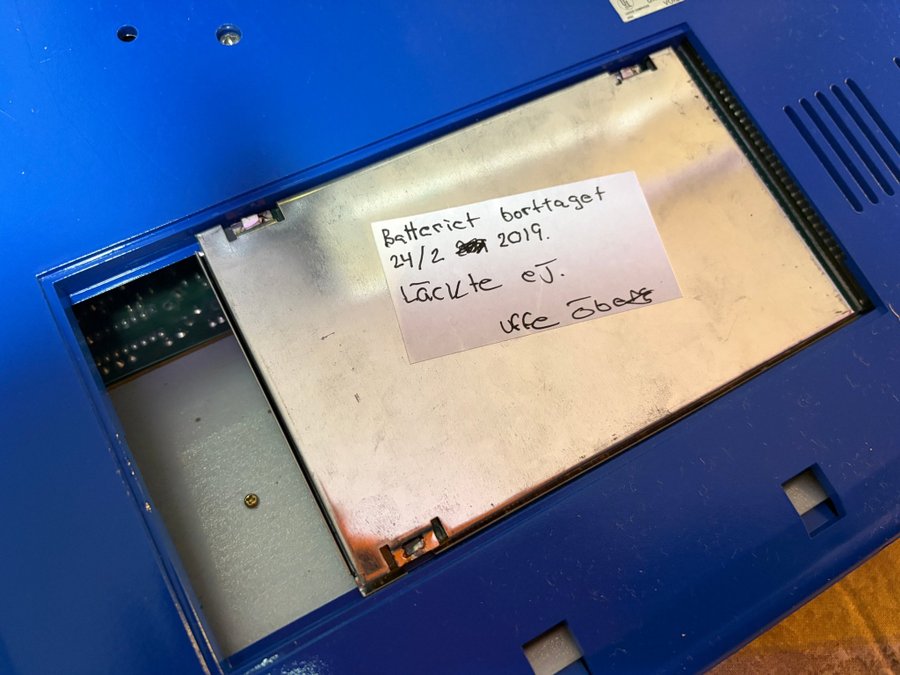 Batteriet borttaget
24/2 2019.
Läckte ej.
Uffe